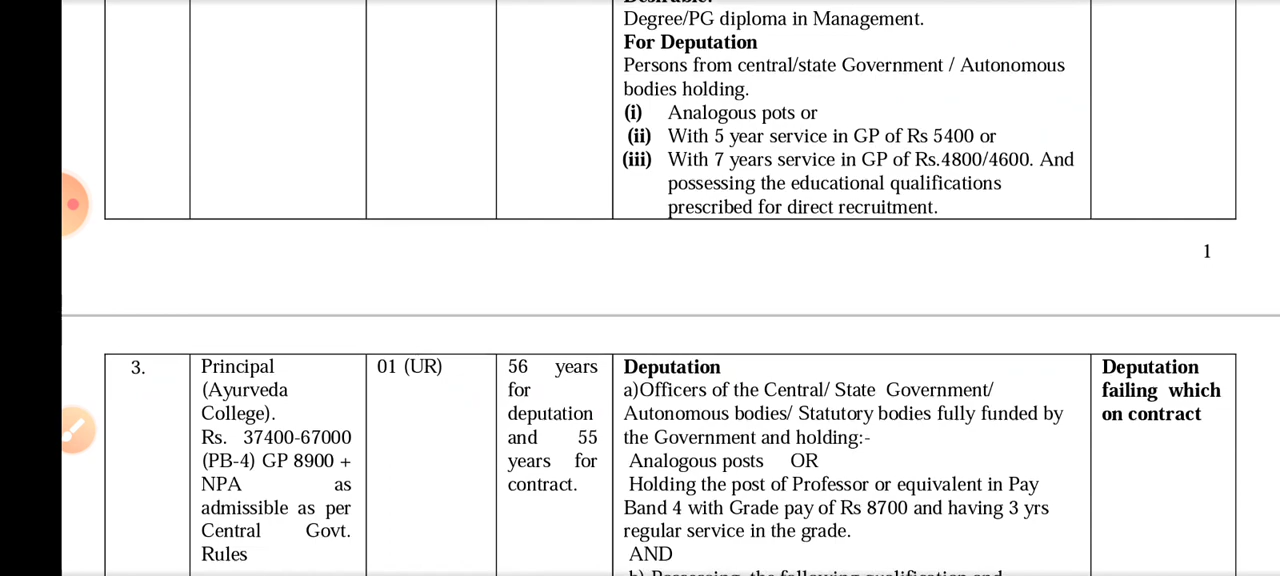 Desirable:
Degree/PG diploma in Management.
For Deputation
Persons from central/state Government / Autonomous
bodies holding.
(i) Analogous pots or
(ii) With 5 year service in GP of Rs 5400 or
(iii) With 7 years service in GP of Rs.4800/4600. And
possessing the educational qualifications
prescribed for direct recruitment.
1
3.
Principal
(Ayurveda
College).
Rs. 37400-67000
(PB-4) GP 8900 +
NPA as
admissible as per
Central Govt.
Rules
01 (UR)
56 years
for
deputation
and 55
years for
contract.
Deputation
a)Officers of the Central/ State Government/
Autonomous bodies/ Statutory bodies fully funded by
the Government and holding:-
Analogous posts OR
Holding the post of Professor or equivalent in Pay
Band 4 with Grade pay of Rs 8700 and having 3 yrs
regular service in the grade.
AND
b) Possessing the following qualification and
Deputation
failing which
on contract